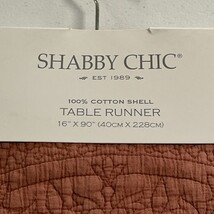 SHABBY CHIC®
EST 1989
100% COTTON SHELL
TABLE RUNNER
16" X 90" (40CM X 228CM)